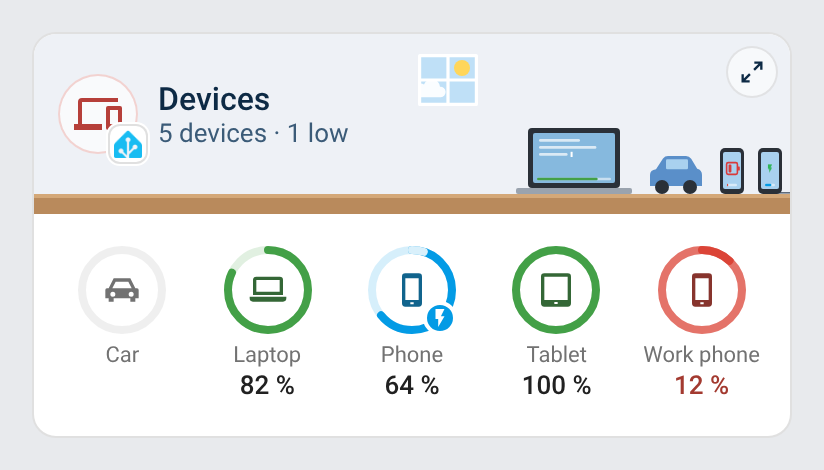 Devices
5 devices · 1 low
Car
Laptop
82 %
Phone
64 %
Tablet
100 %
Work phone
12 %